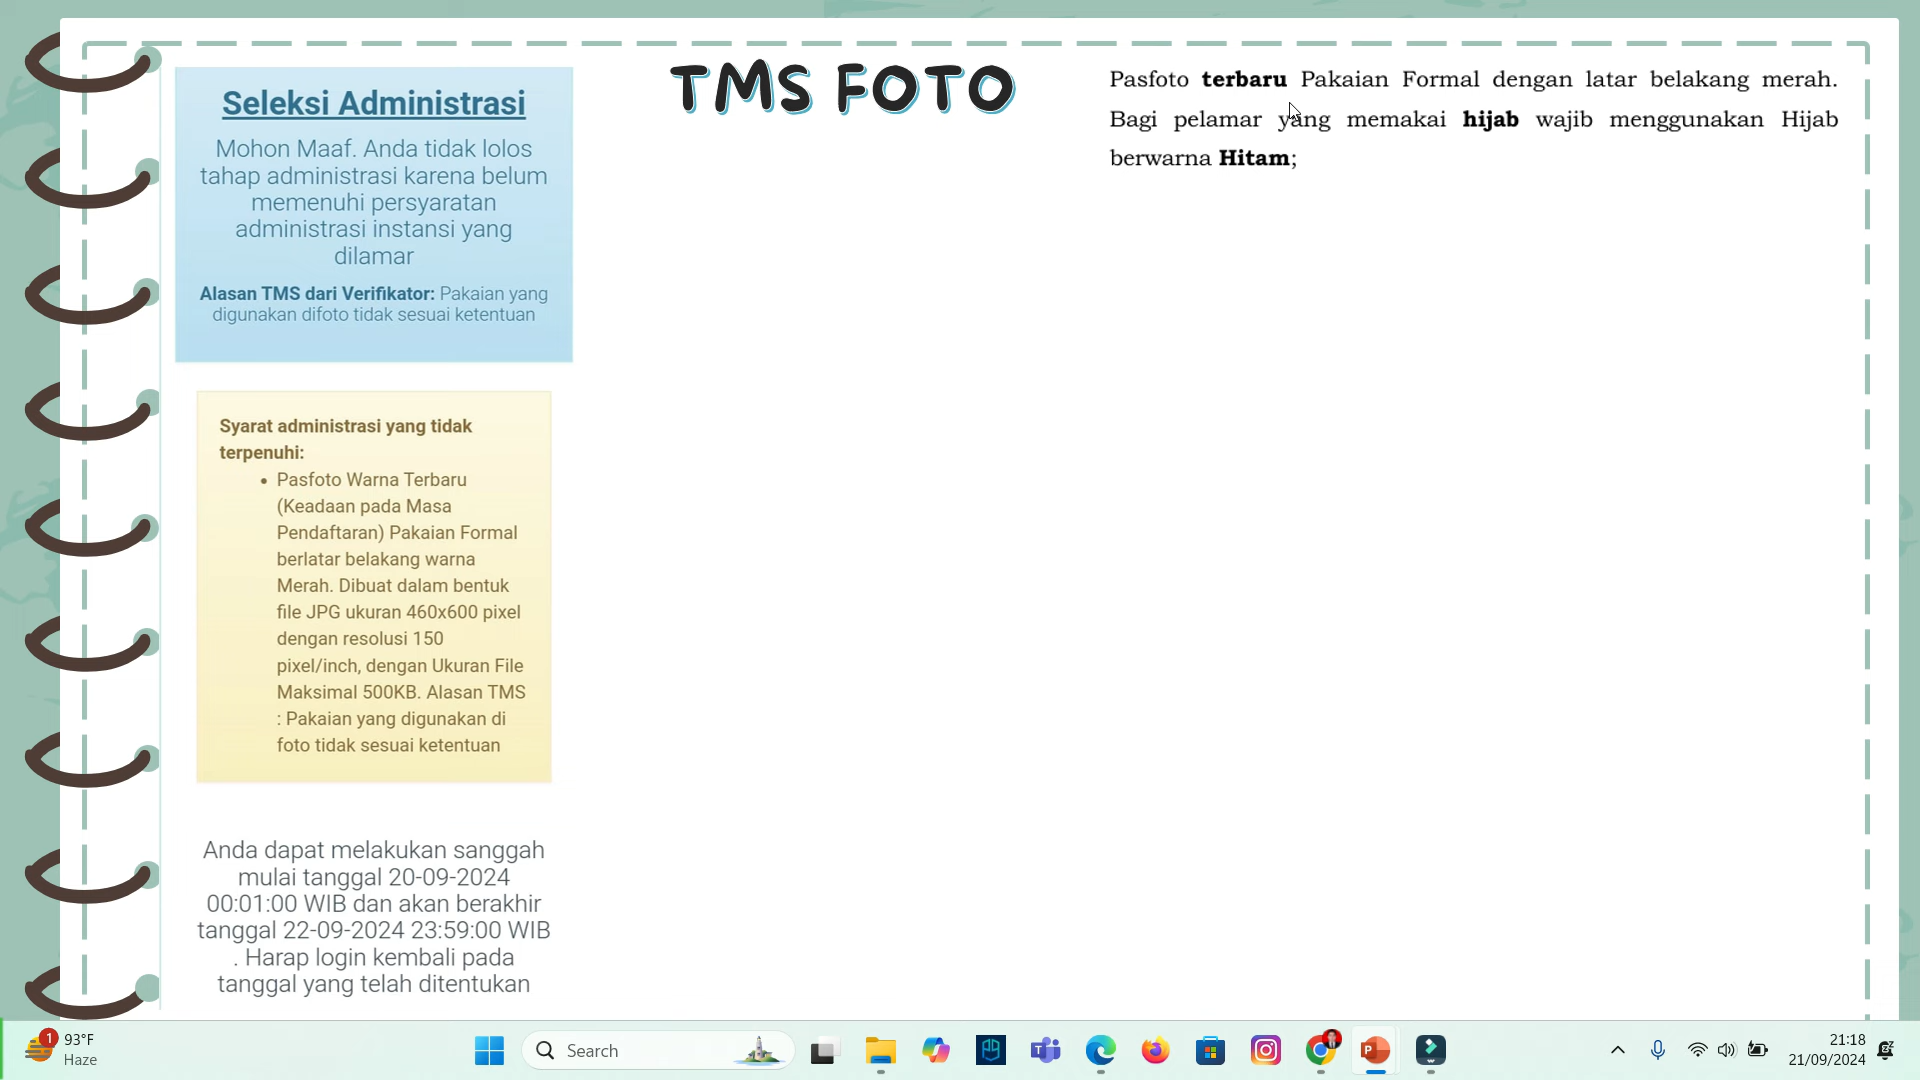 Seleksi Administrasi
Mohon Maaf. Anda tidak lolos
tahap administrasi karena belum
memenuhi persyaratan
administrasi instansi yang
dilamar
Alasan TMS dari Verifikator: Pakaian yang
digunakan difoto tidak sesuai ketentuan
Syarat administrasi yang tidak
terpenuhi:
• Pasfoto Warna Terbaru
(Keadaan pada Masa
Pendaftaran) Pakaian Formal
berlatar belakang warna
Merah. Dibuat dalam bentuk
file JPG ukuran 460x600 pixel
dengan resolusi 150
pixel/inch, dengan Ukuran File
Maksimal 500KB. Alasan TMS
: Pakaian yang digunakan di
foto tidak sesuai ketentuan
Anda dapat melakukan sanggah
mulai tanggal 20-09-2024
00:01:00 WIB dan akan berakhir
tanggal 22-09-2024 23:59:00 WIB
. Harap login kembali pada
tanggal yang telah ditentukan
TMS FOTO
Pasfoto terbaru Pakaian Formal dengan latar belakang merah.
Bagi pelamar yang memakai hijab wajib menggunakan Hijab
berwarna Hitam;
1
93°F
Haze
Search
21:18
21/09/2024